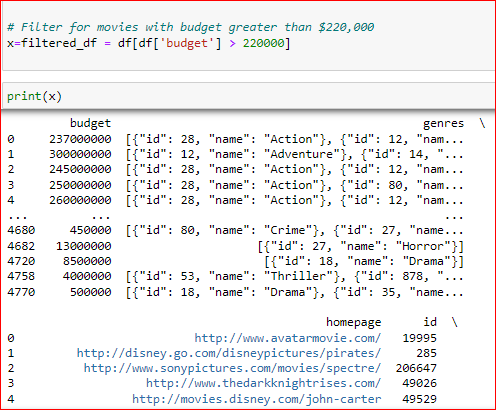 # Filter for movies with budget greater than $220,000
x=filtered_df = df[df['budget'] > 220000]
print(x)
budget genres \
0 237000000 [{"id": 28, "name": "Action"}, {"id": 12, "nam...
1 300000000 [{"id": 12, "name": "Adventure"}, {"id": 14, "...
2 245000000 [{"id": 28, "name": "Action"}, {"id": 12, "nam...
3 250000000 [{"id": 28, "name": "Action"}, {"id": 80, "nam...
4 260000000 [{"id": 28, "name": "Action"}, {"id": 12, "nam...
... ... ...
4680 450000 [{"id": 80, "name": "Crime"}, {"id": 27, "name...
4682 13000000 [{"id": 27, "name": "Horror"}]
4720 8500000 [{"id": 18, "name": "Drama"}]
4758 4000000 [{"id": 53, "name": "Thriller"}, {"id": 878, "...
4770 500000 [{"id": 18, "name": "Drama"}, {"id": 35, "name...
homepage id \
0 http://www.avatarmovie.com/ 19995
1 http://disney.go.com/disneypictures/pirates/ 285
2 http://www.sonypictures.com/movies/spectre/ 206647
3 http://www.thedarkknightrises.com/ 49026
4 http://movies.disney.com/john-carter 49529